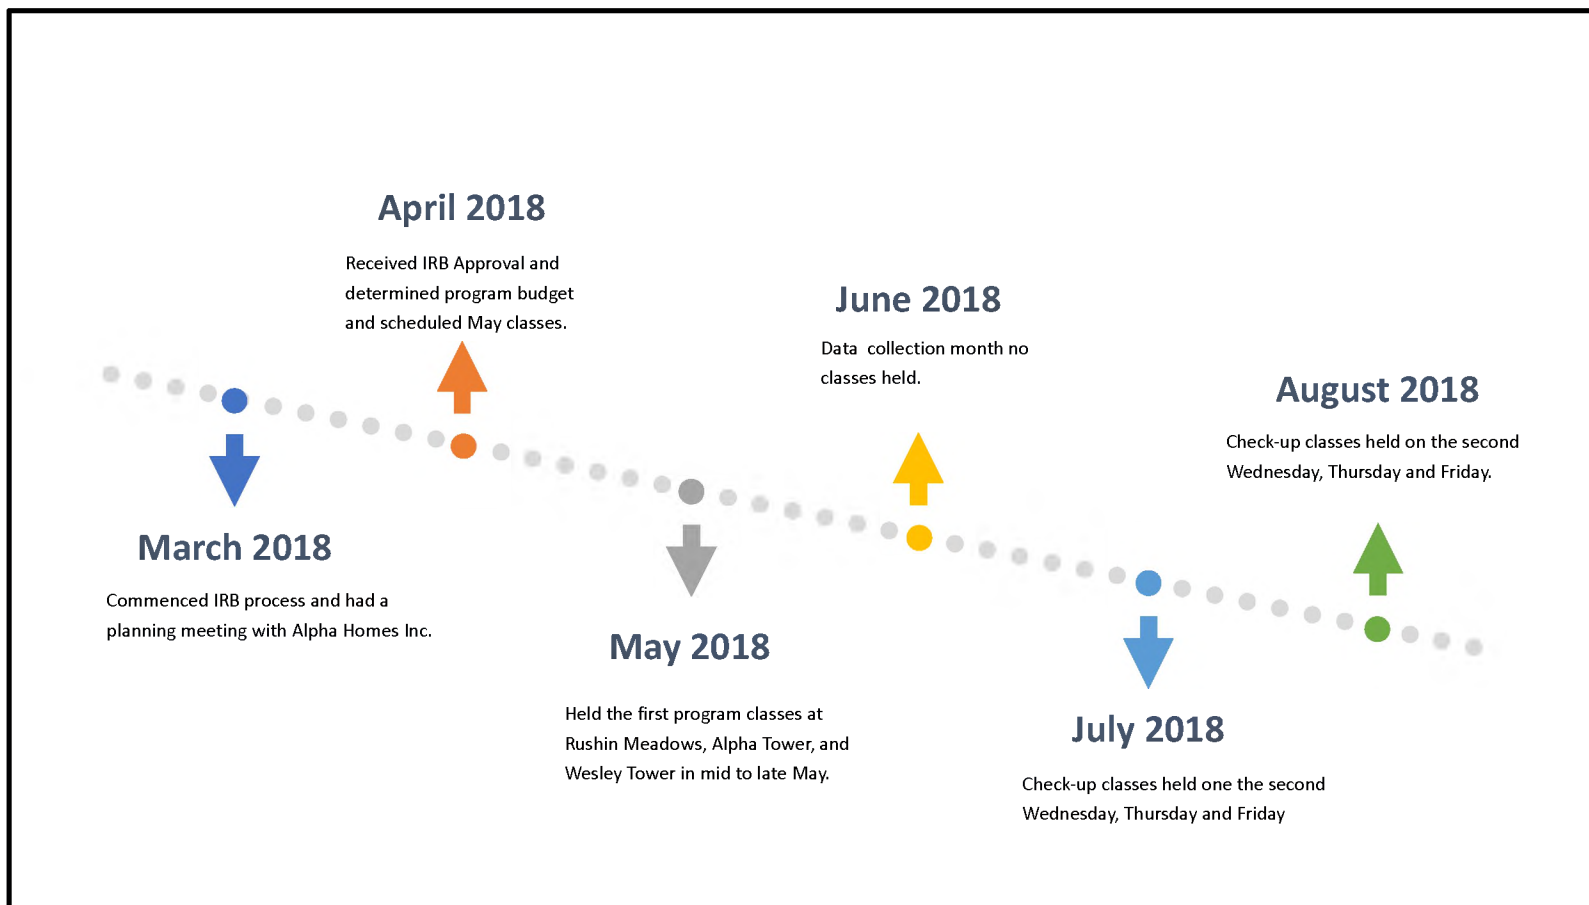 April 2018
Received IRB Approval and
determined program budget
and scheduled May classes.
June 2018
Data  collection month no
classes held.
August 2018
Check-up classes held on the second
Wednesday, Thursday and Friday.
March 2018
Commenced IRB process and had a
planning meeting with Alpha Homes Inc.
May 2018
Held the first program classes at
Rushin Meadows, Alpha Tower, and
Wesley Tower in mid to late May.
July 2018
Check-up classes held one the second
Wednesday, Thursday and Friday